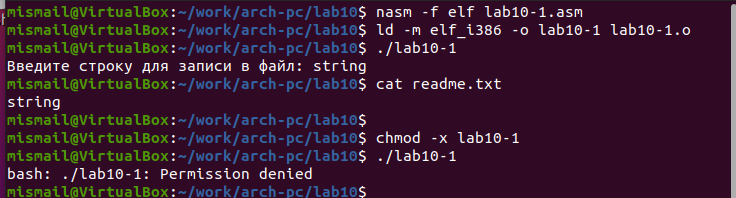 mismail@VirtualBox:~/work/arch-pc/lab10$ nasm -f elf lab10-1.asm
mismail@VirtualBox:~/work/arch-pc/lab10$ ld -m elf_i386 -o lab10-1 lab10-1.o
mismail@VirtualBox:~/work/arch-pc/lab10$ ./lab10-1
Введите строку для записи в файл: string
mismail@VirtualBox:~/work/arch-pc/lab10$ cat readme.txt
string
mismail@VirtualBox:~/work/arch-pc/lab10$
mismail@VirtualBox:~/work/arch-pc/lab10$ chmod -x lab10-1
mismail@VirtualBox:~/work/arch-pc/lab10$ ./lab10-1
bash: ./lab10-1: Permission denied
mismail@VirtualBox:~/work/arch-pc/lab10$